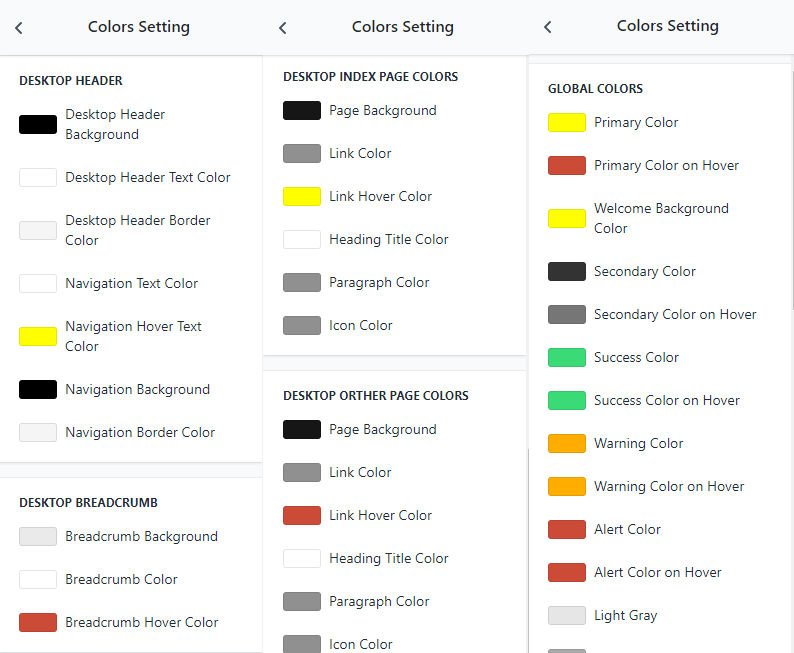 Colors Setting
DESKTOP HEADER
Desktop Header
Background
Desktop Header Text Color
Desktop Header Border
Color
Navigation Text Color
Navigation Hover Text
Color
Navigation Background
Navigation Border Color
DESKTOP BREADCRUMB
Breadcrumb Background
Breadcrumb Color
Breadcrumb Hover Color
Colors Setting
DESKTOP INDEX PAGE COLORS
Page Background
Link Color
Link Hover Color
Heading Title Color
Paragraph Color
Icon Color
DESKTOP ORTHER PAGE COLORS
Page Background
Link Color
Link Hover Color
Heading Title Color
Paragraph Color
Icon Color
Colors Setting
GLOBAL COLORS
Primary Color
Primary Color on Hover
Welcome Background
Color
Secondary Color
Secondary Color on Hover
Success Color
Success Color on Hover
Warning Color
Warning Color on Hover
Alert Color
Alert Color on Hover
Light Gray